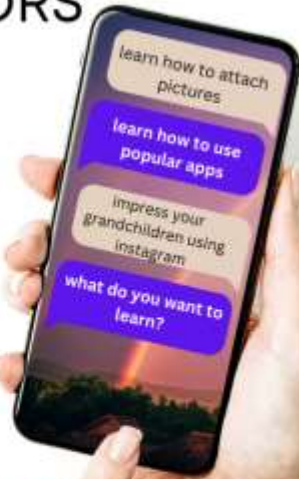 ORS
learn how to attach
pictures
learn how to use
popular apps
impress your
grandchildren using
instagram
what do you want to
learn?